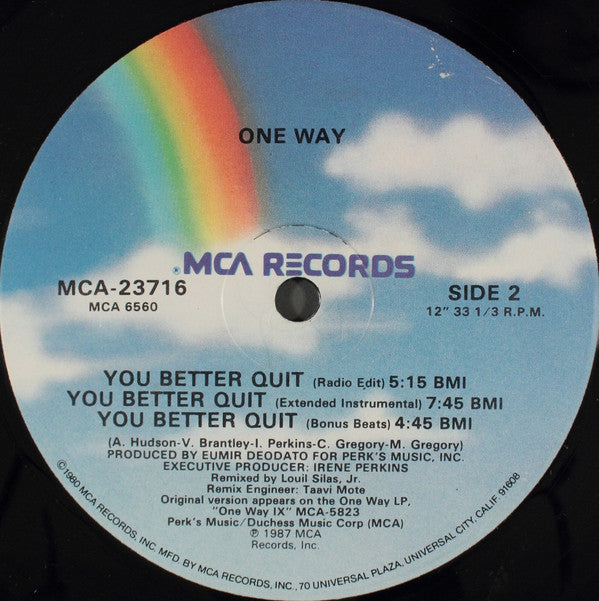 ONE WAY
®MCA RECORDS
MCA-23716
MCA 6560
SIDE 2
12" 33 1/3 R.P.M.
YOU BETTER QUIT (Radio Edit) 5:15 BMI
YOU BETTER QUIT (Extended Instrumental) 7:45 BMI
YOU BETTER QUIT (Bonus Beats) 4:45 BMI
(A. Hudson-V. Brantley-I. Perkins-C. Gregory-M. Gregory)
PRODUCED BY EUMIR DEODATO FOR PERK'S MUSIC, INC.
EXECUTIVE PRODUCER: IRENE PERKINS
Remixed by Louil Silas, Jr.
Remix Engineer: Taavi Mote
Original version appears on the One Way LP,
"One Way IX" MCA-5823
Perk's Music/Duchess Music Corp (MCA)
℗ 1987 MCA
Records, Inc.
©1980 MCA RECORDS, INC. MFD. BY MCA RECORDS, INC., 70 UNIVERSAL PLAZA, UNIVERSAL CITY, CALIF. 91608